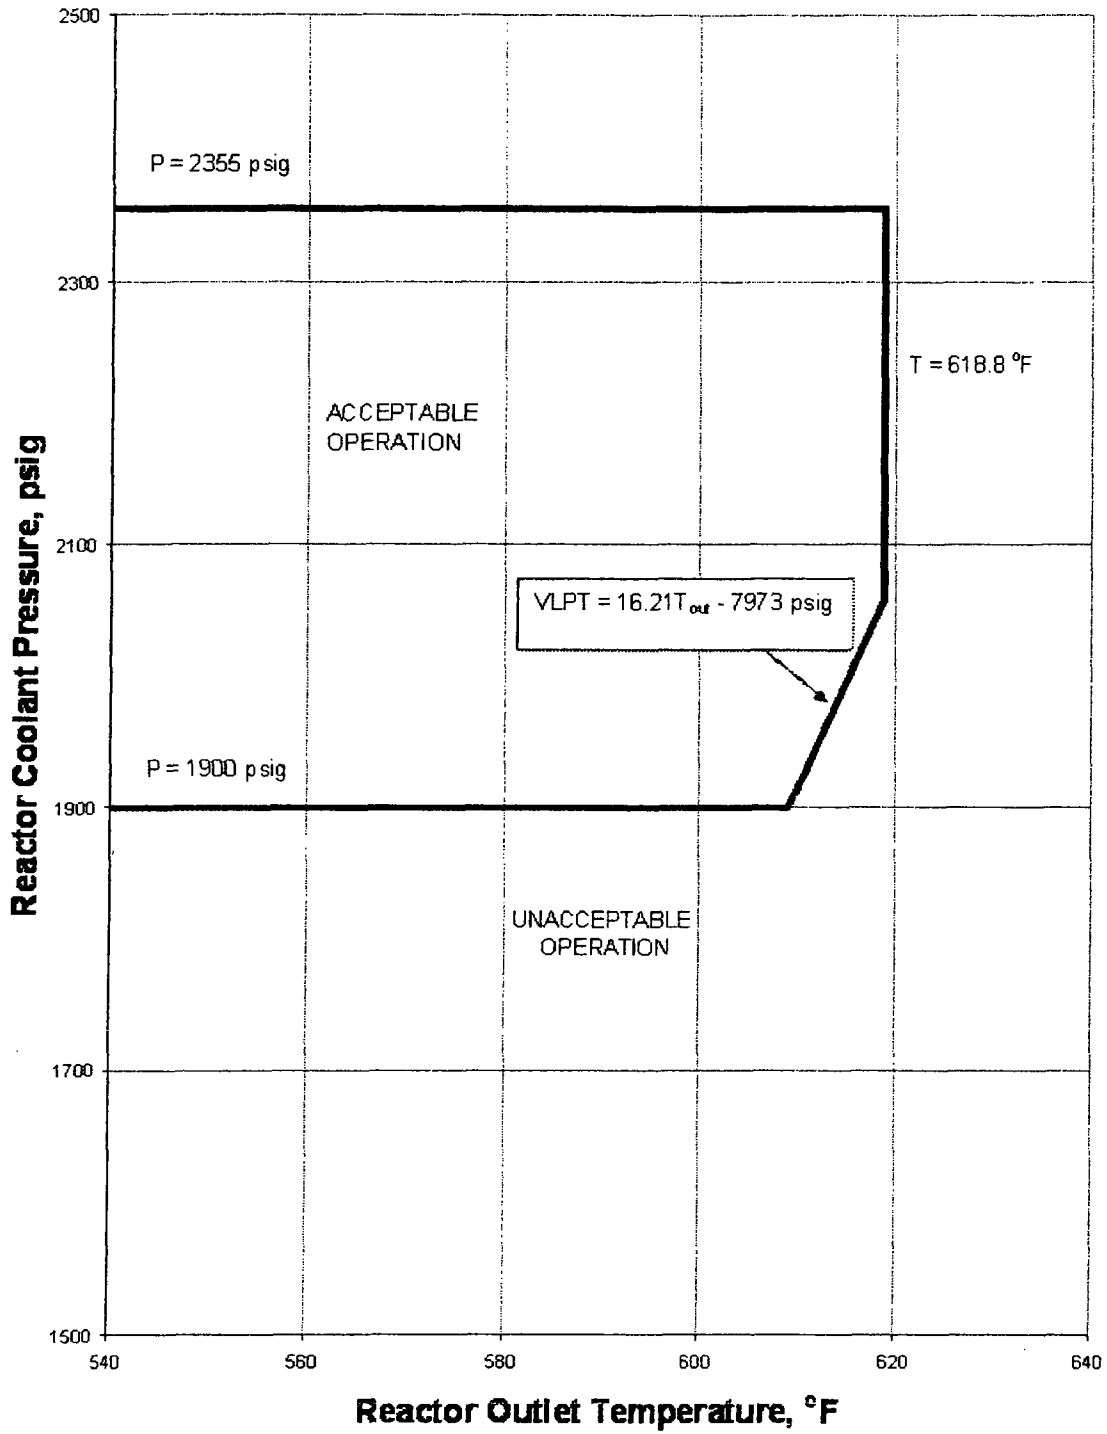 2500
P = 2355 psig
2300
T = 618.8 °F
ACCEPTABLE
OPERATION
2100
VLPT = 16.21Tout - 7973 psig
P = 1900 psig
1900
UNACCEPTABLE
OPERATION
1700
1500
540 560 580 600 620 640
Reactor Coolant Pressure, psig
Reactor Outlet Temperature, °F